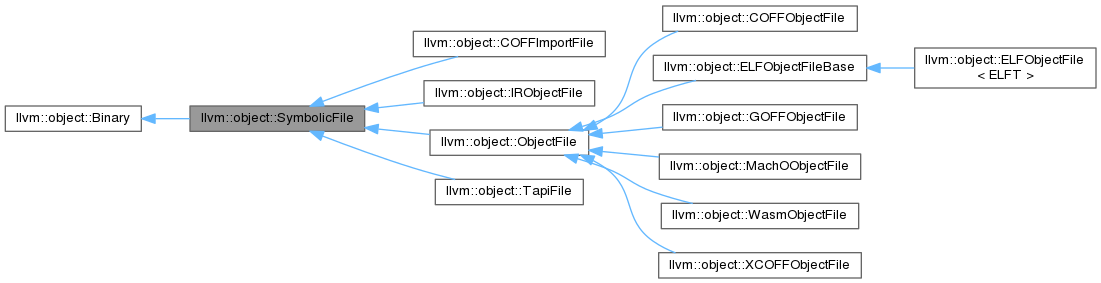 llvm::object::Binary
llvm::object::SymbolicFile
llvm::object::COFFImportFile
llvm::object::IRObjectFile
llvm::object::ObjectFile
llvm::object::TapiFile
llvm::object::COFFObjectFile
llvm::object::ELFObjectFileBase
llvm::object::GOFFObjectFile
llvm::object::MachOObjectFile
llvm::object::WasmObjectFile
llvm::object::XCOFFObjectFile
llvm::object::ELFObjectFile
< ELFT >